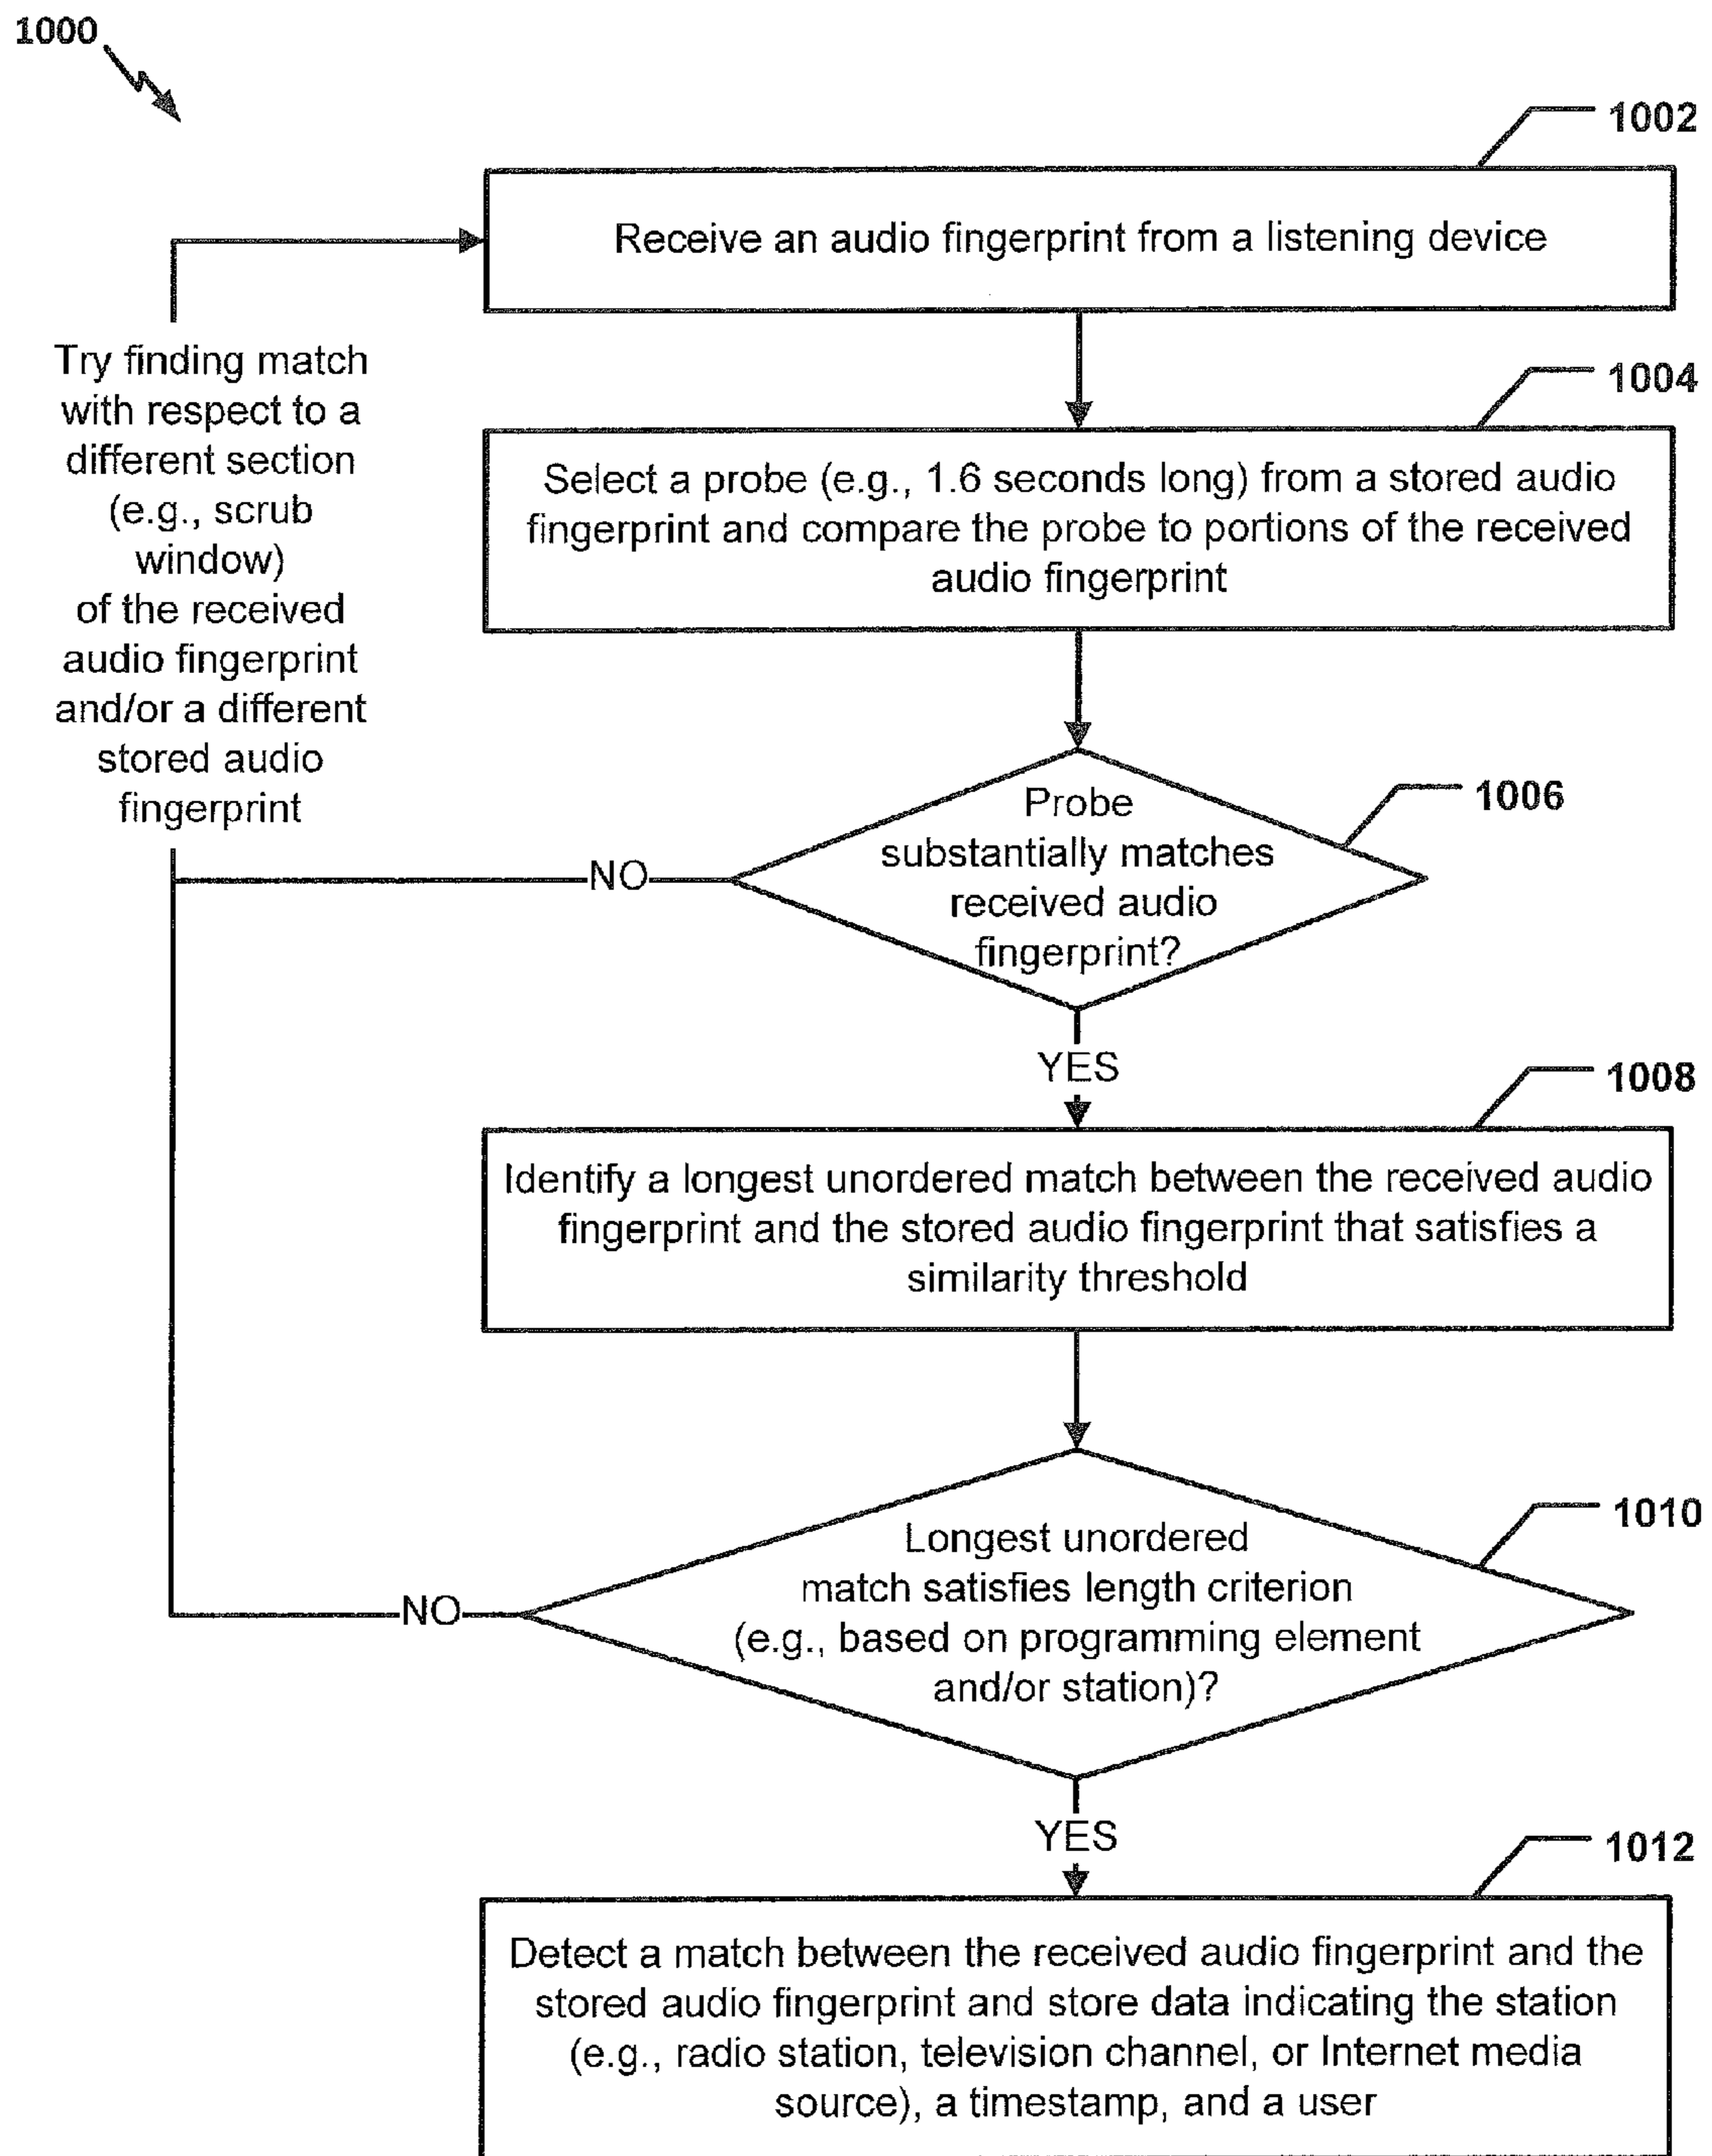 1000
1002
Receive an audio fingerprint from a listening device
Try finding match
with respect to a
different section
(e.g., scrub
window)
of the received
audio fingerprint
and/or a different
stored audio
fingerprint
1004
Select a probe (e.g., 1.6 seconds long) from a stored audio
fingerprint and compare the probe to portions of the received
audio fingerprint
1006
Probe
substantially matches
received audio
fingerprint?
NO
YES
1008
Identify a longest unordered match between the received audio
fingerprint and the stored audio fingerprint that satisfies a
similarity threshold
1010
Longest unordered
match satisfies length criterion
(e.g., based on programming element
and/or station)?
NO
YES
1012
Detect a match between the received audio fingerprint and the
stored audio fingerprint and store data indicating the station
(e.g., radio station, television channel, or Internet media
source), a timestamp, and a user